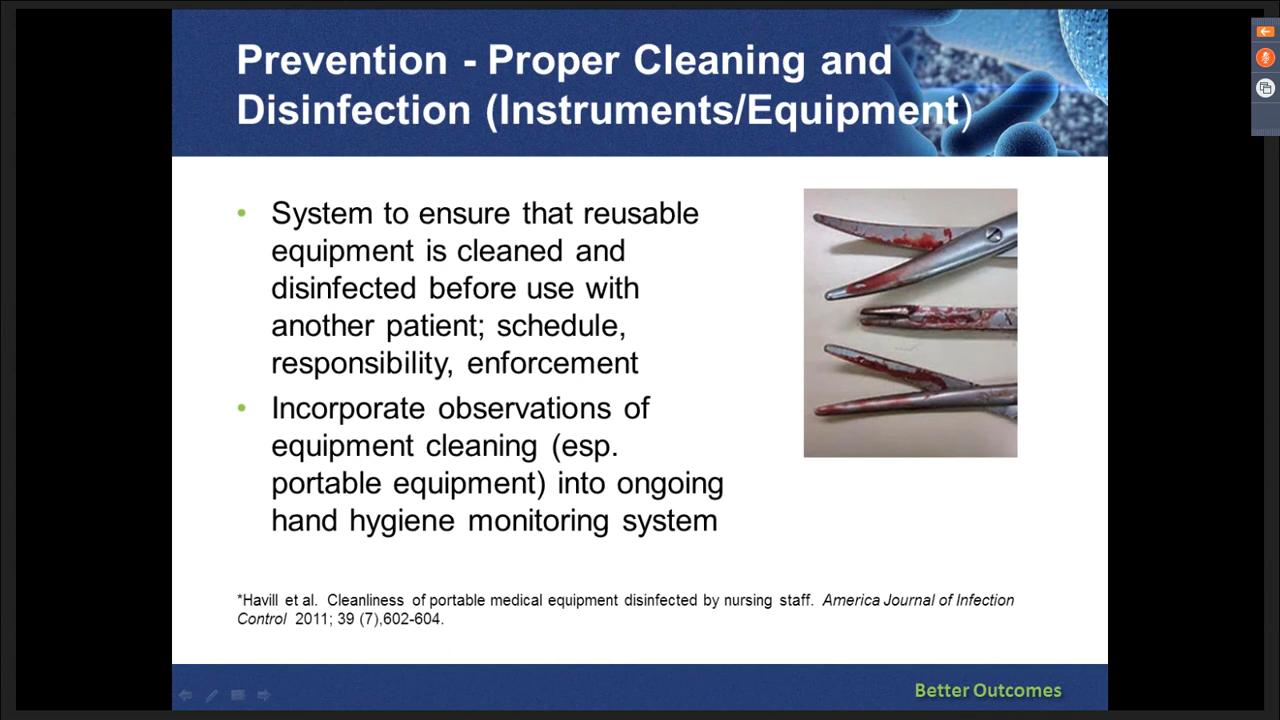 Prevention - Proper Cleaning and
Disinfection (Instruments/Equipment)
• System to ensure that reusable
equipment is cleaned and
disinfected before use with
another patient; schedule,
responsibility, enforcement
• Incorporate observations of
equipment cleaning (esp.
portable equipment) into ongoing
hand hygiene monitoring system
*Havill et al. Cleanliness of portable medical equipment disinfected by nursing staff. America Journal of Infection
Control 2011; 39 (7),602-604.
Better Outcomes